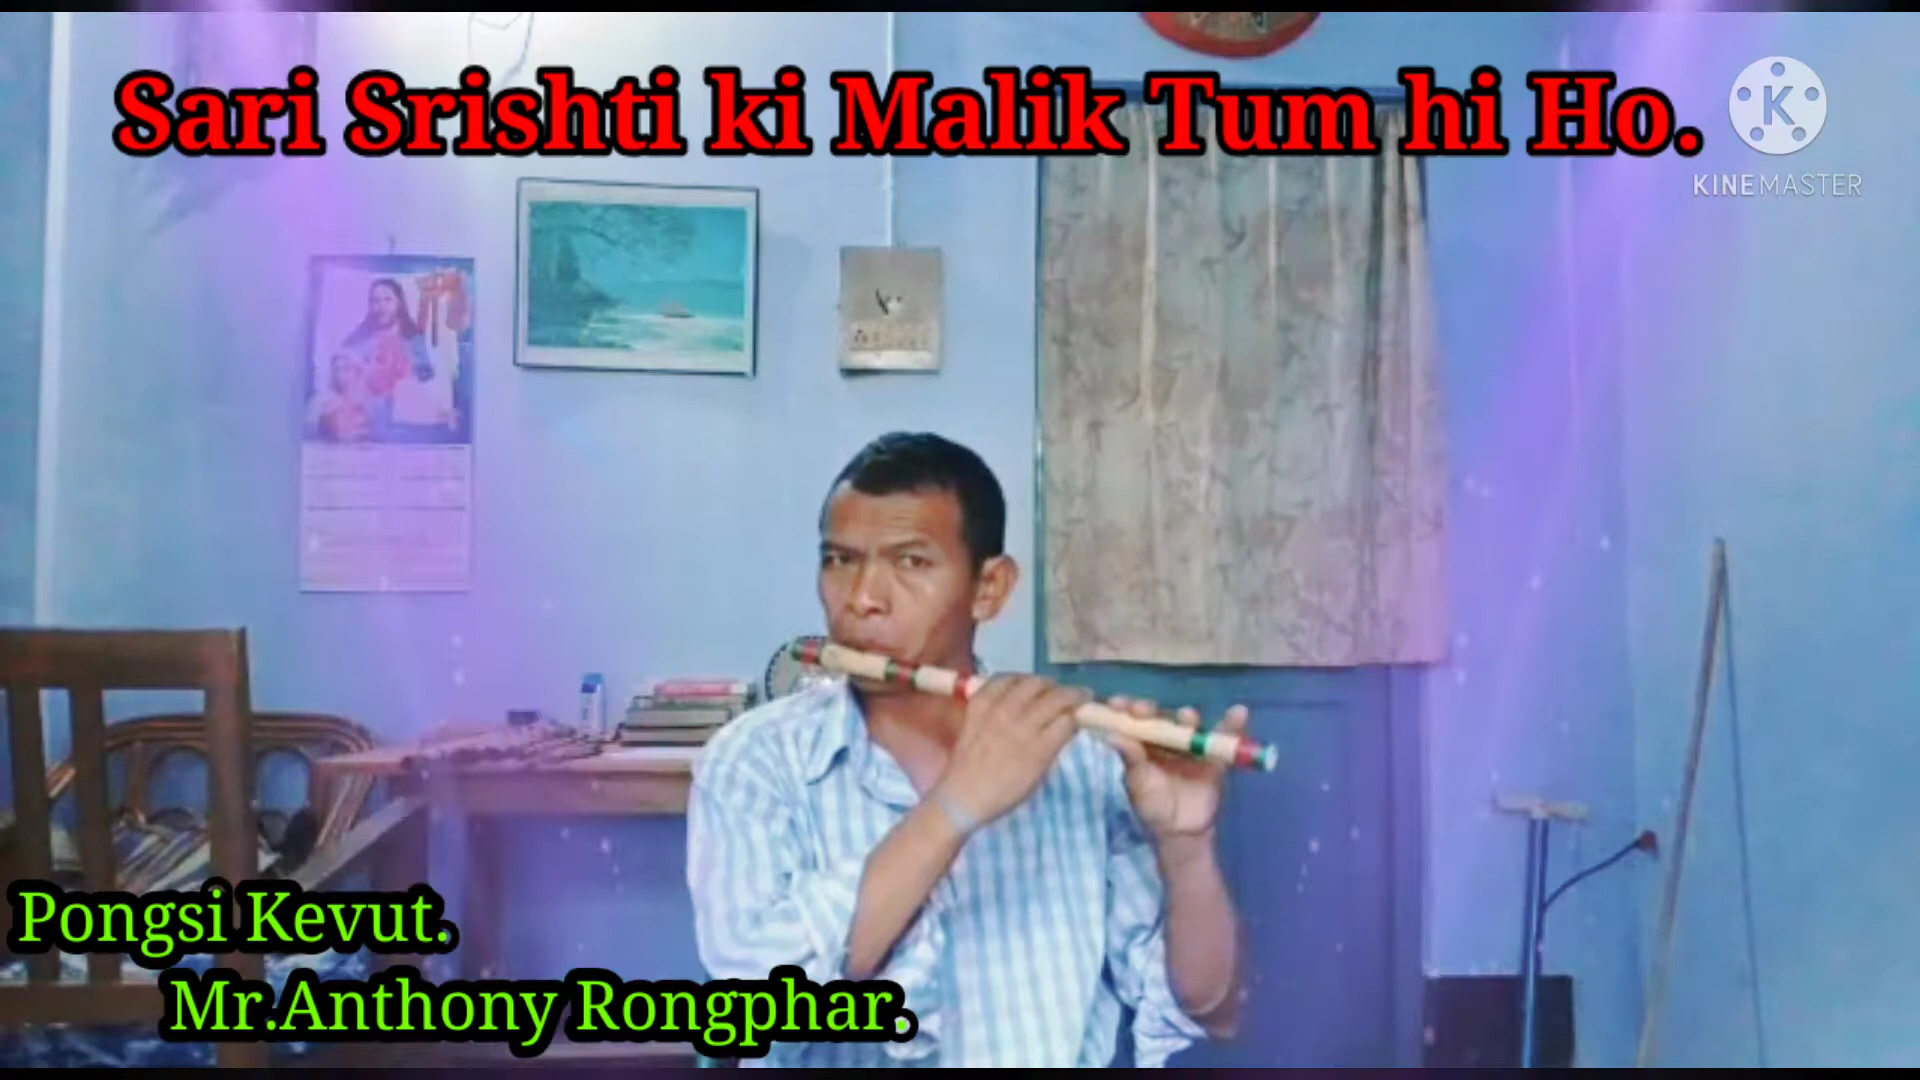 Sari Srishti ki Malik Tum hi Ho.
K
KINEMASTER
Pongsi Kevut.
Mr.Anthony Rongphar.